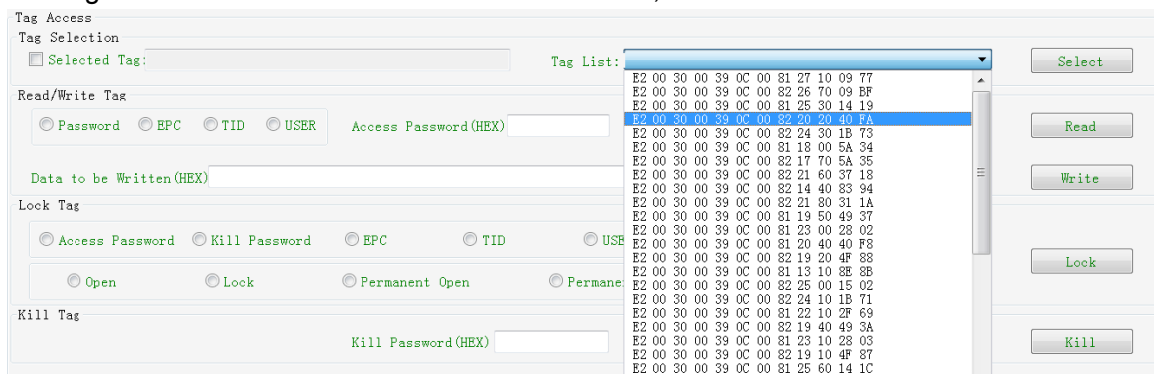 Tag Access
Tag Selection
Selected Tag:
Tag List:
Select
E2 00 30 00 39 0C 00 81 27 10 09 77
E2 00 30 00 39 0C 00 82 26 70 09 BF
E2 00 30 00 39 0C 00 81 25 30 14 19
E2 00 30 00 39 0C 00 82 20 20 40 FA
E2 00 30 00 39 0C 00 82 24 30 1B 73
E2 00 30 00 39 0C 00 81 18 00 5A 34
E2 00 30 00 39 0C 00 82 17 70 5A 35
E2 00 30 00 39 0C 00 82 21 60 37 18
E2 00 30 00 39 0C 00 82 14 40 83 94
E2 00 30 00 39 0C 00 82 21 80 31 1A
E2 00 30 00 39 0C 00 81 19 50 49 37
E2 00 30 00 39 0C 00 81 23 00 28 02
E2 00 30 00 39 0C 00 81 20 40 40 F8
E2 00 30 00 39 0C 00 82 19 20 4F 88
E2 00 30 00 39 0C 00 81 13 10 8E 8B
E2 00 30 00 39 0C 00 82 25 00 15 02
E2 00 30 00 39 0C 00 82 24 10 1B 71
E2 00 30 00 39 0C 00 81 22 10 2F 69
E2 00 30 00 39 0C 00 82 19 40 49 3A
E2 00 30 00 39 0C 00 81 23 10 28 03
E2 00 30 00 39 0C 00 82 19 10 4F 87
E2 00 30 00 39 0C 00 81 25 60 14 1C
Read/Write Tag
Password EPC TID USER Access Password(HEX)
Read
Data to be Written(HEX)
Write
Lock Tag
Access Password Kill Password EPC TID USE
Open Lock Permanent Open Permane
Lock
Kill Tag
Kill Password(HEX)
Kill